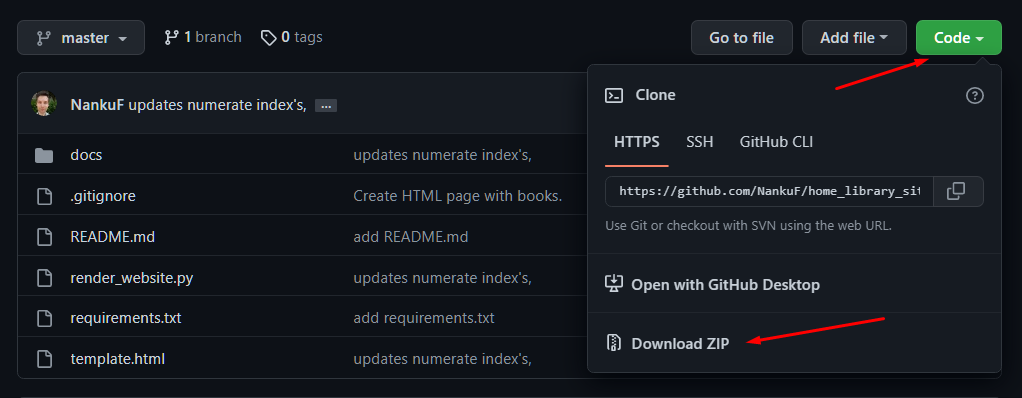 master 1 branch 0 tags Go to file Add file Code
NankuF updates numerate index's, ...
Clone
HTTPS SSH GitHub CLI
https://github.com/NankuF/home_library_sit
Use Git or checkout with SVN using the web URL.
Open with GitHub Desktop
Download ZIP
docs updates numerate index's,
.gitignore Create HTML page with books.
README.md add README.md
render_website.py updates numerate index's,
requirements.txt add requirements.txt
template.html updates numerate index's,